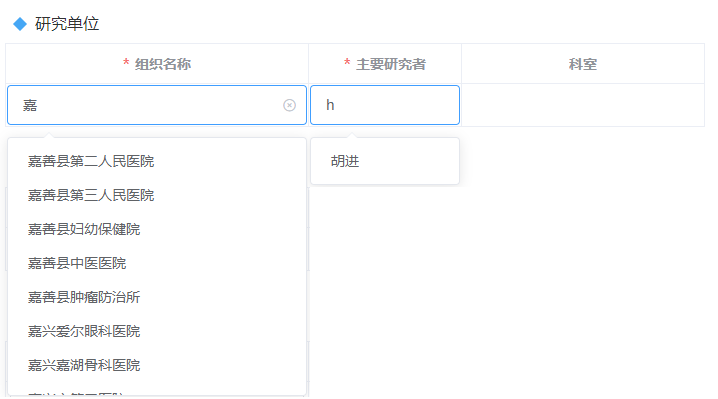 研究单位
* 组织名称
* 主要研究者
科室
嘉
h
嘉善县第二人民医院
胡进
嘉善县第三人民医院
嘉善县妇幼保健院
嘉善县中医医院
嘉善县肿瘤防治所
嘉兴爱尔眼科医院
嘉兴嘉湖骨科医院